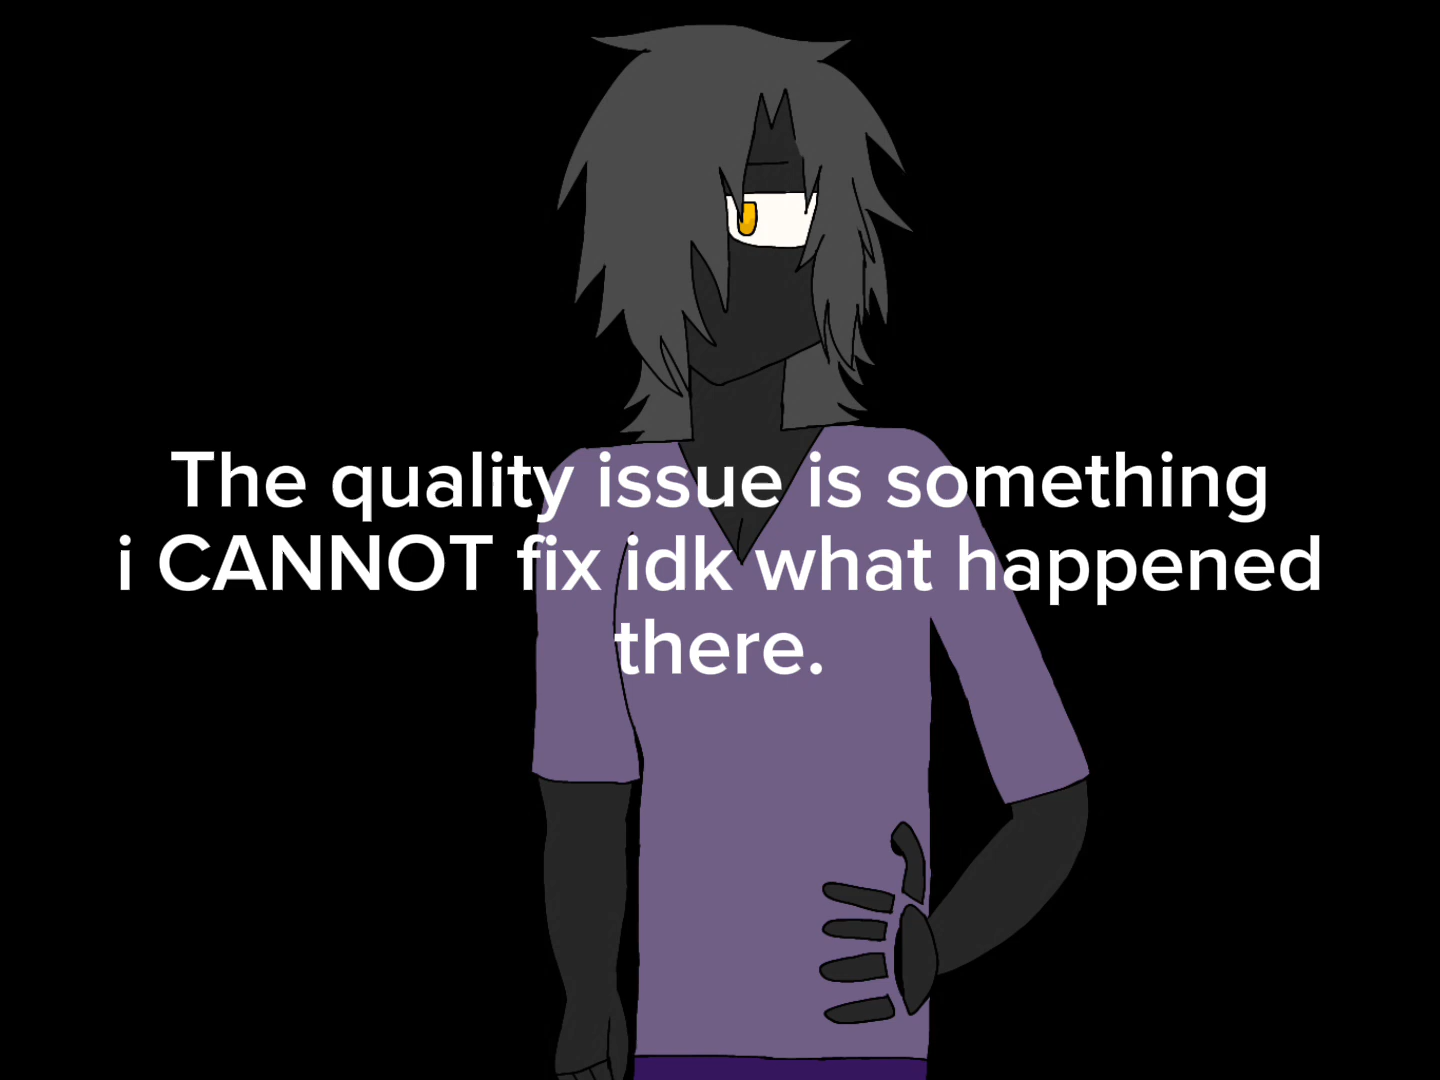 The quality issue is something
i CANNOT fix idk what happened
there.